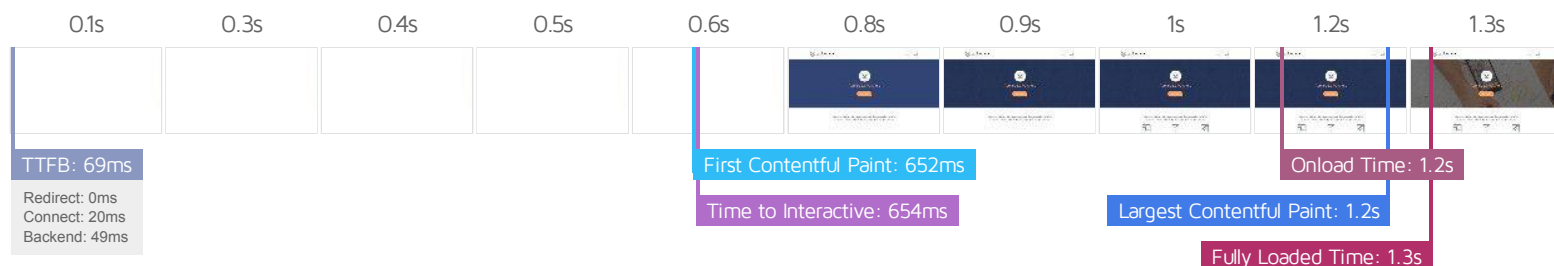 0.1s
0.3s
0.4s
0.5s
0.6s
0.8s
0.9s
1s
1.2s
1.3s
TTFB: 69ms
Redirect: 0ms
Connect: 20ms
Backend: 49ms
First Contentful Paint: 652ms
Time to Interactive: 654ms
Onload Time: 1.2s
Largest Contentful Paint: 1.2s
Fully Loaded Time: 1.3s